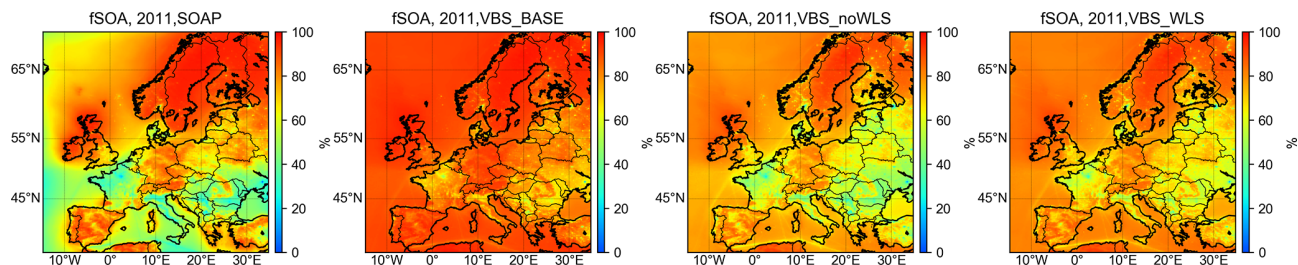 fSOA, 2011,SOAP
fSOA, 2011,VBS_BASE
fSOA, 2011,VBS_noWLS
fSOA, 2011,VBS_WLS
65°N
55°N
45°N
10°W 0° 10°E 20°E 30°E
100
80
60
40
20
0
%
65°N
55°N
45°N
10°W 0° 10°E 20°E 30°E
100
80
60
40
20
0
%
65°N
55°N
45°N
10°W 0° 10°E 20°E 30°E
100
80
60
40
20
0
%
65°N
55°N
45°N
10°W 0° 10°E 20°E 30°E
100
80
60
40
20
0
%